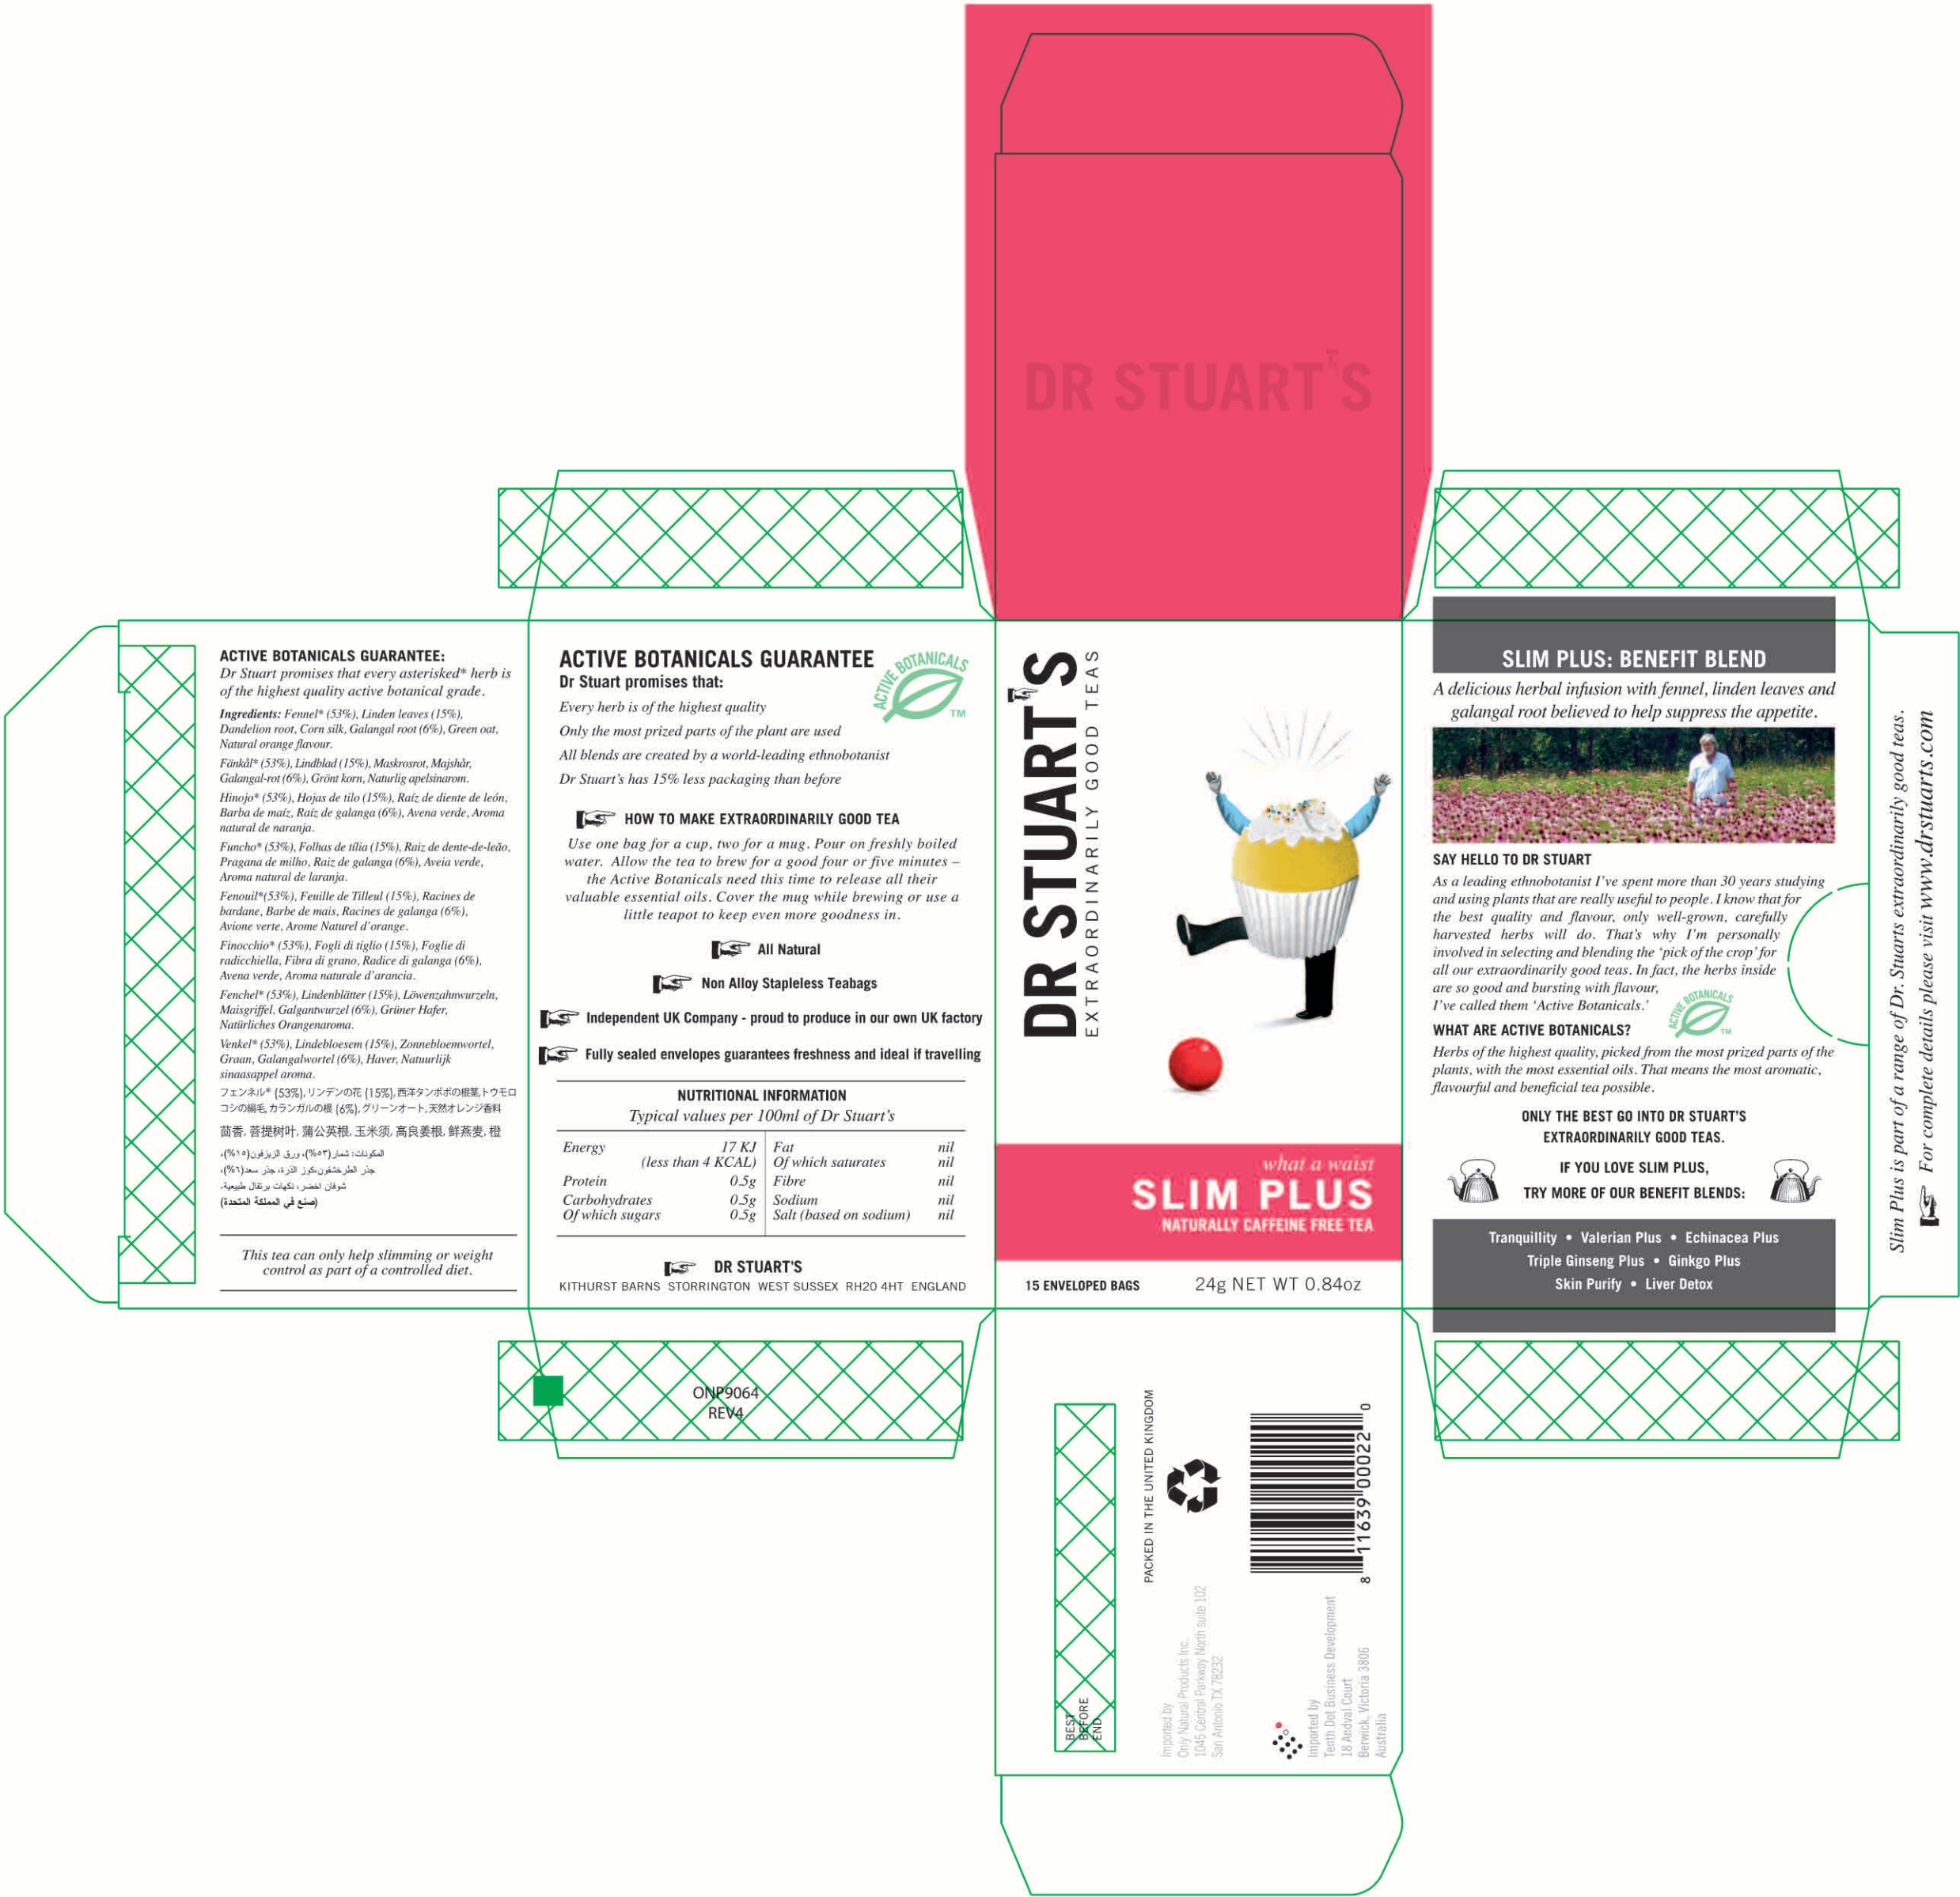 DR STUART'S
ACTIVE BOTANICALS GUARANTEE:
Dr Stuart promises that every asterisked* herb is
of the highest quality active botanical grade.
Ingredients: Fennel* (53%), Linden leaves (15%),
Dandelion root, Corn silk, Galangal root (6%), Green oat,
Natural orange flavour.
Fänkål* (53%), Lindblad (15%), Maskrosrot, Majshår,
Galangal-rot (6%), Grönt korn, Naturlig apelsinarom.
Hinojo* (53%), Hojas de tilo (15%), Raíz de diente de león,
Barba de maíz, Raíz de galanga (6%), Avena verde, Aroma
natural de naranja.
Funcho* (53%), Folhas de tília (15%), Raiz de dente-de-leão,
Pragana de milho, Raiz de galanga (6%), Aveia verde,
Aroma natural de laranja.
Fenouil*(53%), Feuille de Tilleul (15%), Racines de
bardane, Barbe de mais, Racines de galanga (6%),
Avione verte, Arome Naturel d'orange.
Finocchio* (53%), Fogli di tiglio (15%), Foglie di
radicchiella, Fibra di grano, Radice di galanga (6%),
Avena verde, Aroma naturale d'arancia.
Fenchel* (53%), Lindenblätter (15%), Löwenzahnwurzeln,
Maisgriffel, Galgantwurzel (6%), Grüner Hafer,
Natürliches Orangenaroma.
Venkel* (53%), Lindebloesem (15%), Zonnebloemwortel,
Graan, Galangalwortel (6%), Haver, Natuurlijk
sinaasappel aroma.
フェンネル* (53%), リンデンの花 (15%), 西洋タンポポの根茎, トウモロ
コシの絹毛, カランガルの根 (6%), グリーンオート, 天然オレンジ香料
茴香, 菩提树叶, 蒲公英根, 玉米须, 高良姜根, 鲜燕麦, 橙
المكونات: شمار(٥٣%)، ورق الزيزفون(١٥%)،
جذر الطرخشقون،كوز الذرة، جذر سعد(٦%)،
شوفان اخضر، نكهات برتقال طبيعية.
(صنع في المملكة المتحدة)
This tea can only help slimming or weight
control as part of a controlled diet.
ACTIVE BOTANICALS GUARANTEE
Dr Stuart promises that:
Every herb is of the highest quality
Only the most prized parts of the plant are used
All blends are created by a world-leading ethnobotanist
Dr Stuart's has 15% less packaging than before
ACTIVE BOTANICALS
TM
HOW TO MAKE EXTRAORDINARILY GOOD TEA
Use one bag for a cup, two for a mug. Pour on freshly boiled
water. Allow the tea to brew for a good four or five minutes –
the Active Botanicals need this time to release all their
valuable essential oils. Cover the mug while brewing or use a
little teapot to keep even more goodness in.
All Natural
Non Alloy Stapleless Teabags
Independent UK Company - proud to produce in our own UK factory
Fully sealed envelopes guarantees freshness and ideal if travelling
NUTRITIONAL INFORMATION
Typical values per 100ml of Dr Stuart's
Energy 17 KJ Fat nil
(less than 4 KCAL) Of which saturates nil
Protein 0.5g Fibre nil
Carbohydrates 0.5g Sodium nil
Of which sugars 0.5g Salt (based on sodium) nil
DR STUART'S
KITHURST BARNS STORRINGTON WEST SUSSEX RH20 4HT ENGLAND
ONP9064
REV4
DR STUART'S
EXTRAORDINARILY GOOD TEAS
what a waist
SLIM PLUS
NATURALLY CAFFEINE FREE TEA
15 ENVELOPED BAGS 24g NET WT 0.84oz
BEST
BEFORE
END
PACKED IN THE UNITED KINGDOM
Imported by
Only Natural Products Inc.
1045 Central Parkway North suite 102
San Antonio TX 78232
8 11639 00022 0
Imported by
Tenth Dot Business Development
18 Andval Court
Berwick, Victoria 3806
Australia
SLIM PLUS: BENEFIT BLEND
A delicious herbal infusion with fennel, linden leaves and
galangal root believed to help suppress the appetite.
SAY HELLO TO DR STUART
As a leading ethnobotanist I've spent more than 30 years studying
and using plants that are really useful to people. I know that for
the best quality and flavour, only well-grown, carefully
harvested herbs will do. That's why I'm personally
involved in selecting and blending the 'pick of the crop' for
all our extraordinarily good teas. In fact, the herbs inside
are so good and bursting with flavour,
I've called them 'Active Botanicals.'
ACTIVE BOTANICALS
TM
WHAT ARE ACTIVE BOTANICALS?
Herbs of the highest quality, picked from the most prized parts of the
plants, with the most essential oils. That means the most aromatic,
flavourful and beneficial tea possible.
ONLY THE BEST GO INTO DR STUART'S
EXTRAORDINARILY GOOD TEAS.
IF YOU LOVE SLIM PLUS,
TRY MORE OF OUR BENEFIT BLENDS:
Tranquillity • Valerian Plus • Echinacea Plus
Triple Ginseng Plus • Ginkgo Plus
Skin Purify • Liver Detox
Slim Plus is part of a range of Dr. Stuarts extraordinarily good teas.
For complete details please visit www.drstuarts.com